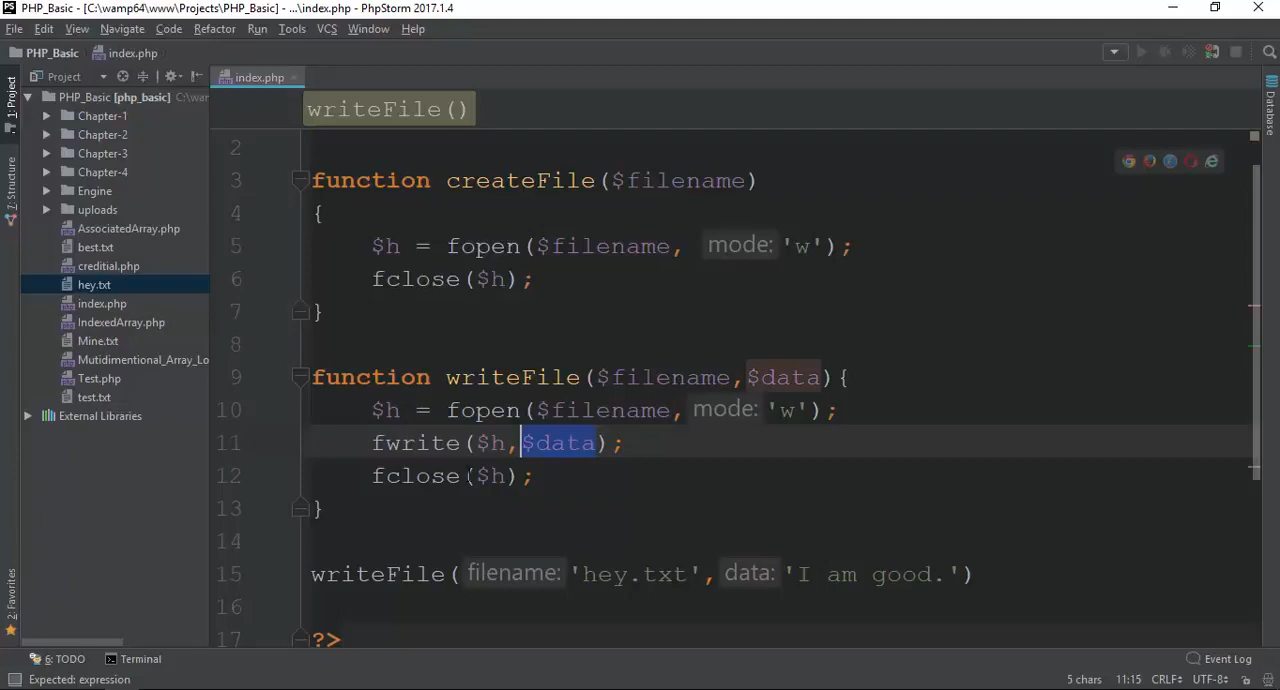 PHP_Basic - [C:\wamp64\www\Projects\PHP_Basic] - ...\index.php - PhpStorm 2017.1.4
File Edit View Navigate Code Refactor Run Tools VCS Window Help
PHP_Basic index.php
Project index.php
1: Project
7: Structure
2: Favorites
PHP_Basic [php_basic] C:\war
Chapter-1
Chapter-2
Chapter-3
Chapter-4
Engine
uploads
AssociatedArray.php
best.txt
creditial.php
hey.txt
index.php
IndexedArray.php
Mine.txt
Mutidimentional_Array_Lo
Test.php
test.txt
External Libraries
writeFile()
2
3 function createFile($filename)
4 {
5 $h = fopen($filename, mode: 'w');
6 fclose($h);
7 }
8
9 function writeFile($filename,$data){
10 $h = fopen($filename, mode: 'w');
11 fwrite($h,$data);
12 fclose($h);
13 }
14
15 writeFile( filename: 'hey.txt', data: 'I am good.')
16
17 ?>
Database
6: TODO Terminal Event Log
Expected: expression 5 chars 11:15 CRLF UTF-8